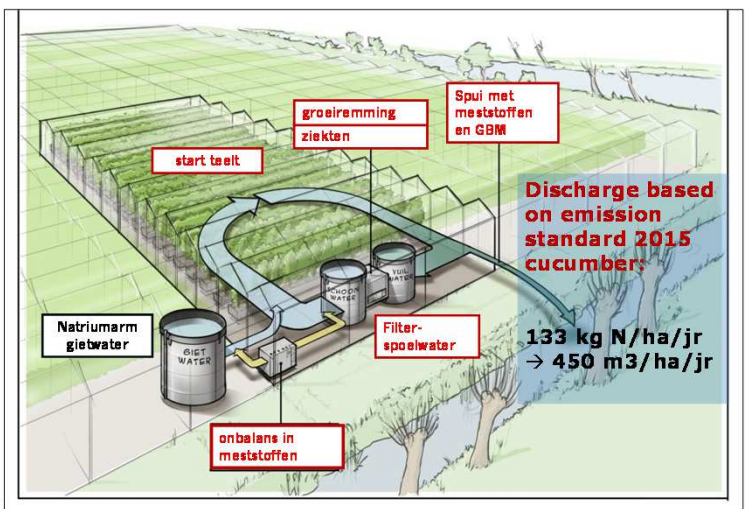 groeiremming
ziekten
Spui met
meststoffen
en GBM
start teelt
Discharge based
on emission
standard 2015
cucumber:
133 kg N/ha/jr
→ 450 m3/ha/jr
SCHOON
WATER
VUIL
WATER
Natriumarm
gietwater
GIET
WATER
Filter-
spoelwater
onbalans in
meststoffen